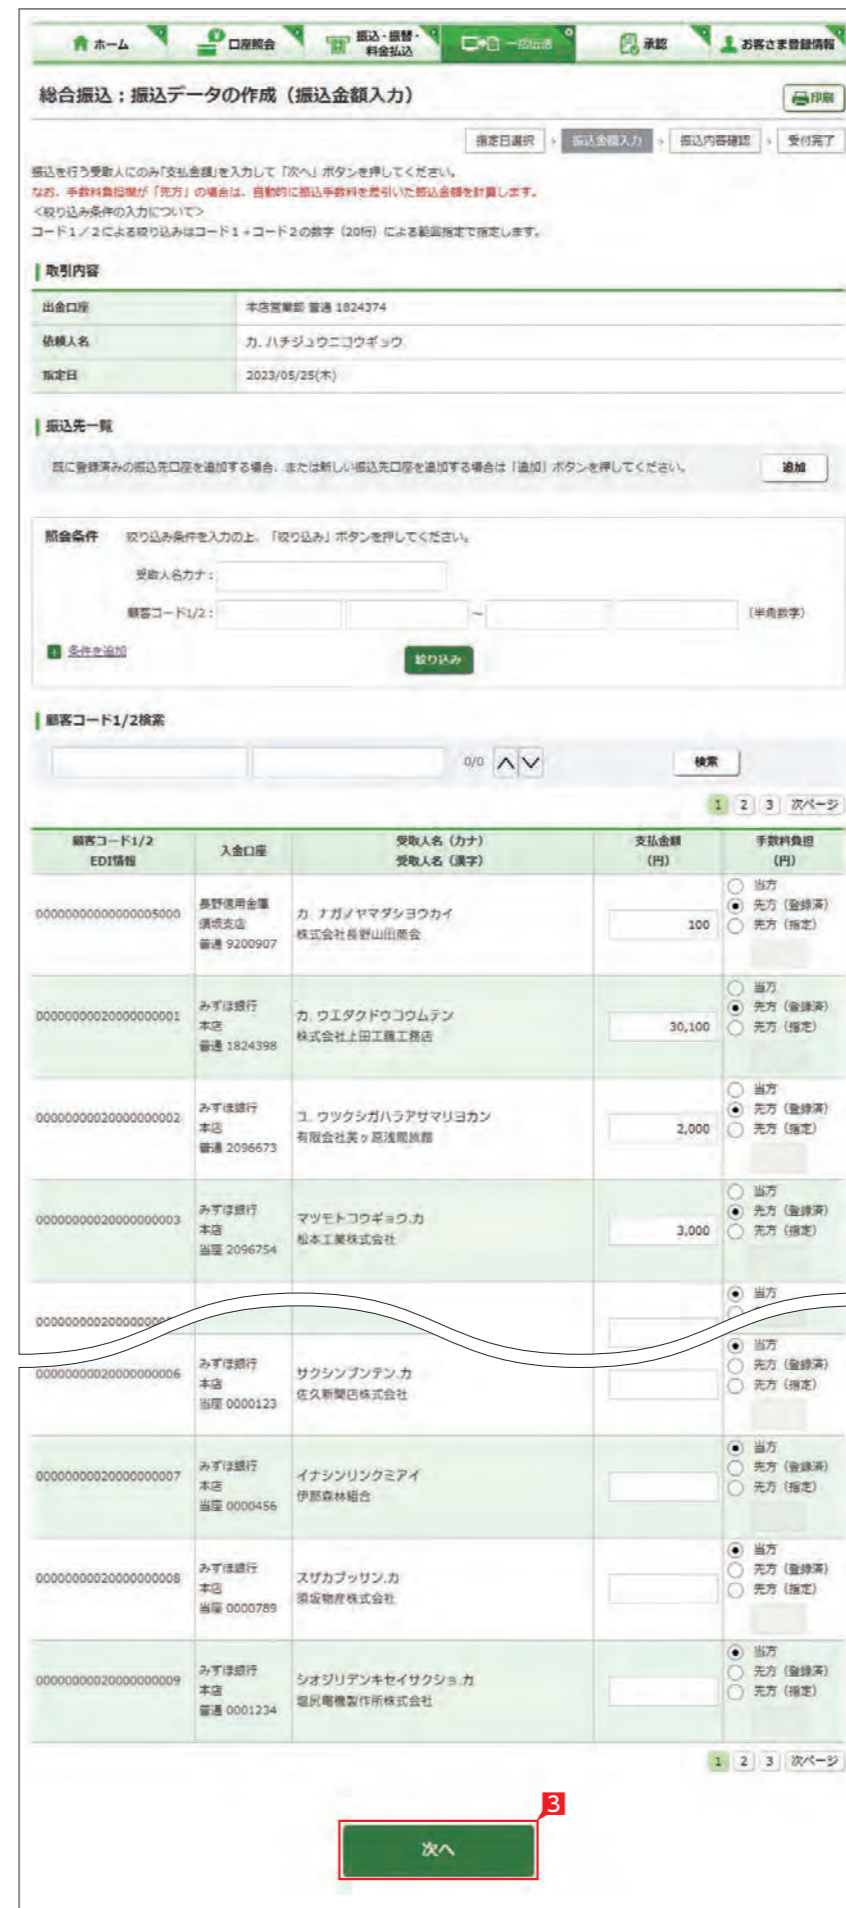 ホーム
口座照会
振込・振替・
料金払込
一括伝送
承認
お客さま登録情報
総合振込：振込データの作成（振込金額入力）
印刷
指定日選択
振込金額入力
振込内容確認
受付完了
振込を行う受取人にのみ「支払金額」を入力して「次へ」ボタンを押してください。
なお、手数料負担欄が「先方」の場合は、自動的に振込手数料を差引いた振込金額を計算します。
＜絞り込み条件の入力について＞
コード１／２による絞り込みはコード１＋コード２の数字（20桁）による範囲指定で指定します。
取引内容
出金口座 本店営業部 普通 1824374
依頼人名 カ．ハチジュウニコウギョウ
指定日 2023/05/25(木)
振込先一覧
既に登録済みの振込先口座を追加する場合、または新しい振込先口座を追加する場合は「追加」ボタンを押してください。
追加
照会条件 絞り込み条件を入力の上、「絞り込み」ボタンを押してください。
受取人名カナ：
顧客コード1/2： ～ （半角数字）
条件を追加
絞り込み
顧客コード1/2検索
0/0 検索
1 2 3 次ページ
顧客コード1/2
EDI情報
入金口座
受取人名（カナ）
受取人名（漢字）
支払金額
（円）
手数料負担
（円）
00000000000000005000
長野信用金庫
須坂支店
普通 9200907
カ．ナガノヤマダシヨウカイ
株式会社長野山田商会
100
当方
先方（登録済）
先方（指定）
00000000020000000001
みずほ銀行
本店
普通 1824398
カ．ウエダクドウコウムテン
株式会社上田工藤工務店
30,100
当方
先方（登録済）
先方（指定）
00000000020000000002
みずほ銀行
本店
普通 2096673
ユ．ウツクシガハラアサマリヨカン
有限会社美ヶ原浅間旅館
2,000
当方
先方（登録済）
先方（指定）
00000000020000000003
みずほ銀行
本店
当座 2096754
マツモトコウギョウ.カ
松本工業株式会社
3,000
当方
先方（登録済）
先方（指定）
当方
00000000020000000006
みずほ銀行
本店
当座 0000123
サクシンブンテン.カ
佐久新聞店株式会社
当方
先方（登録済）
先方（指定）
00000000020000000007
みずほ銀行
本店
当座 0000456
イナシンリンクミアイ
伊那森林組合
当方
先方（登録済）
先方（指定）
00000000020000000008
みずほ銀行
本店
当座 0000789
スザカブッサン.カ
須坂物産株式会社
当方
先方（登録済）
先方（指定）
00000000020000000009
みずほ銀行
本店
普通 0001234
シオジリデンキセイサクショ.カ
塩尻電機製作所株式会社
当方
先方（登録済）
先方（指定）
1 2 3 次ページ
3
次へ